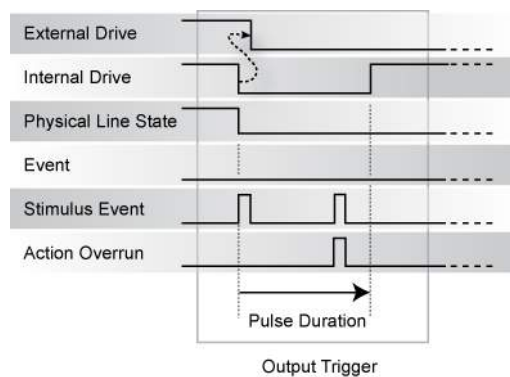 External Drive
Internal Drive
Physical Line State
Event
Stimulus Event
Action Overrun
Pulse Duration
Output Trigger